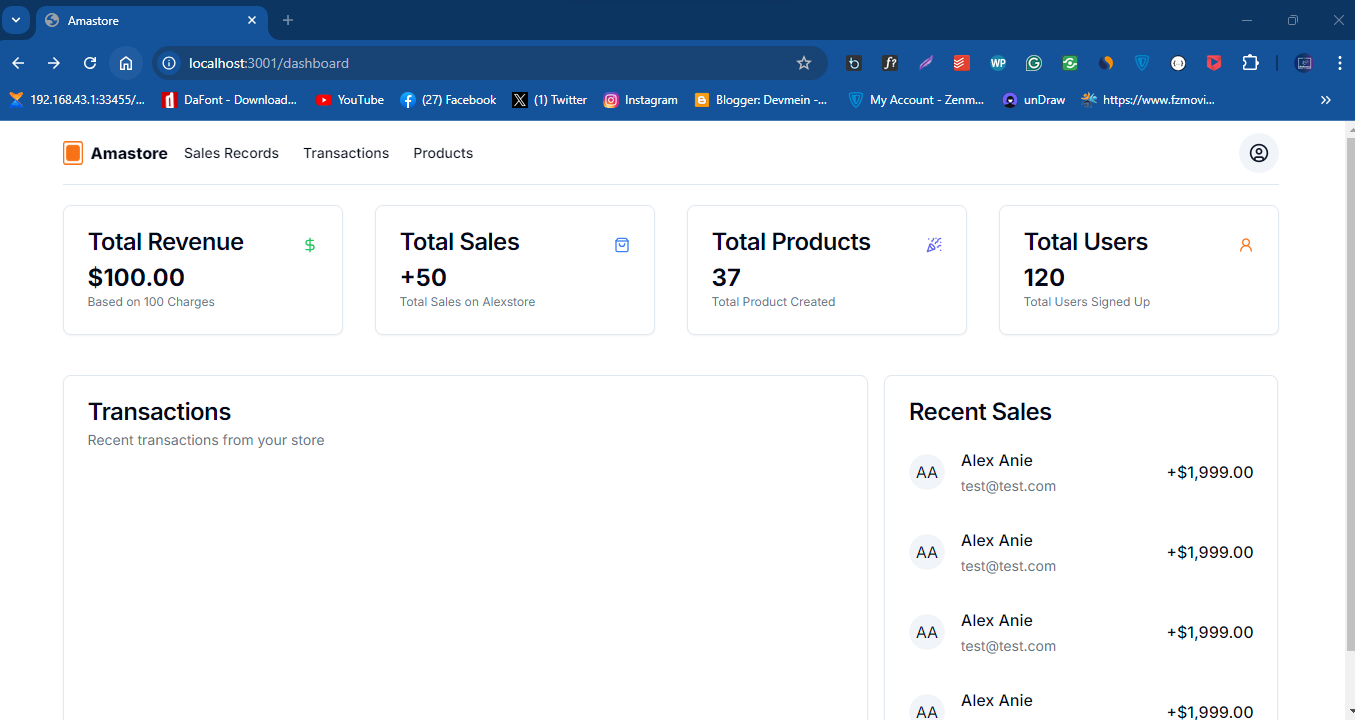 Amastore
localhost:3001/dashboard
192.168.43.1:33455/... DaFont - Download... YouTube (27) Facebook (1) Twitter Instagram Blogger: Devmein -... My Account - Zenm... unDraw https://www.fzmovi...
Amastore Sales Records Transactions Products
Total Revenue
$100.00
Based on 100 Charges
Total Sales
+50
Total Sales on Alexstore
Total Products
37
Total Product Created
Total Users
120
Total Users Signed Up
Transactions
Recent transactions from your store
Recent Sales
AA Alex Anie +$1,999.00
test@test.com
AA Alex Anie +$1,999.00
test@test.com
AA Alex Anie +$1,999.00
test@test.com
AA Alex Anie +$1,999.00